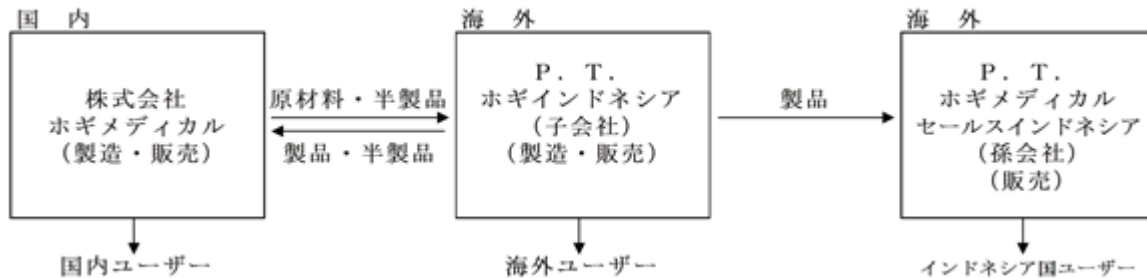 国 内
株式会社
ホギメディカル
(製造・販売)
国内ユーザー
原材料・半製品
製品・半製品
海 外
P．T．
ホギインドネシア
(子会社)
(製造・販売)
海外ユーザー
製品
海 外
P．T．
ホギメディカル
セールスインドネシア
(孫会社)
(販売)
インドネシア国ユーザー